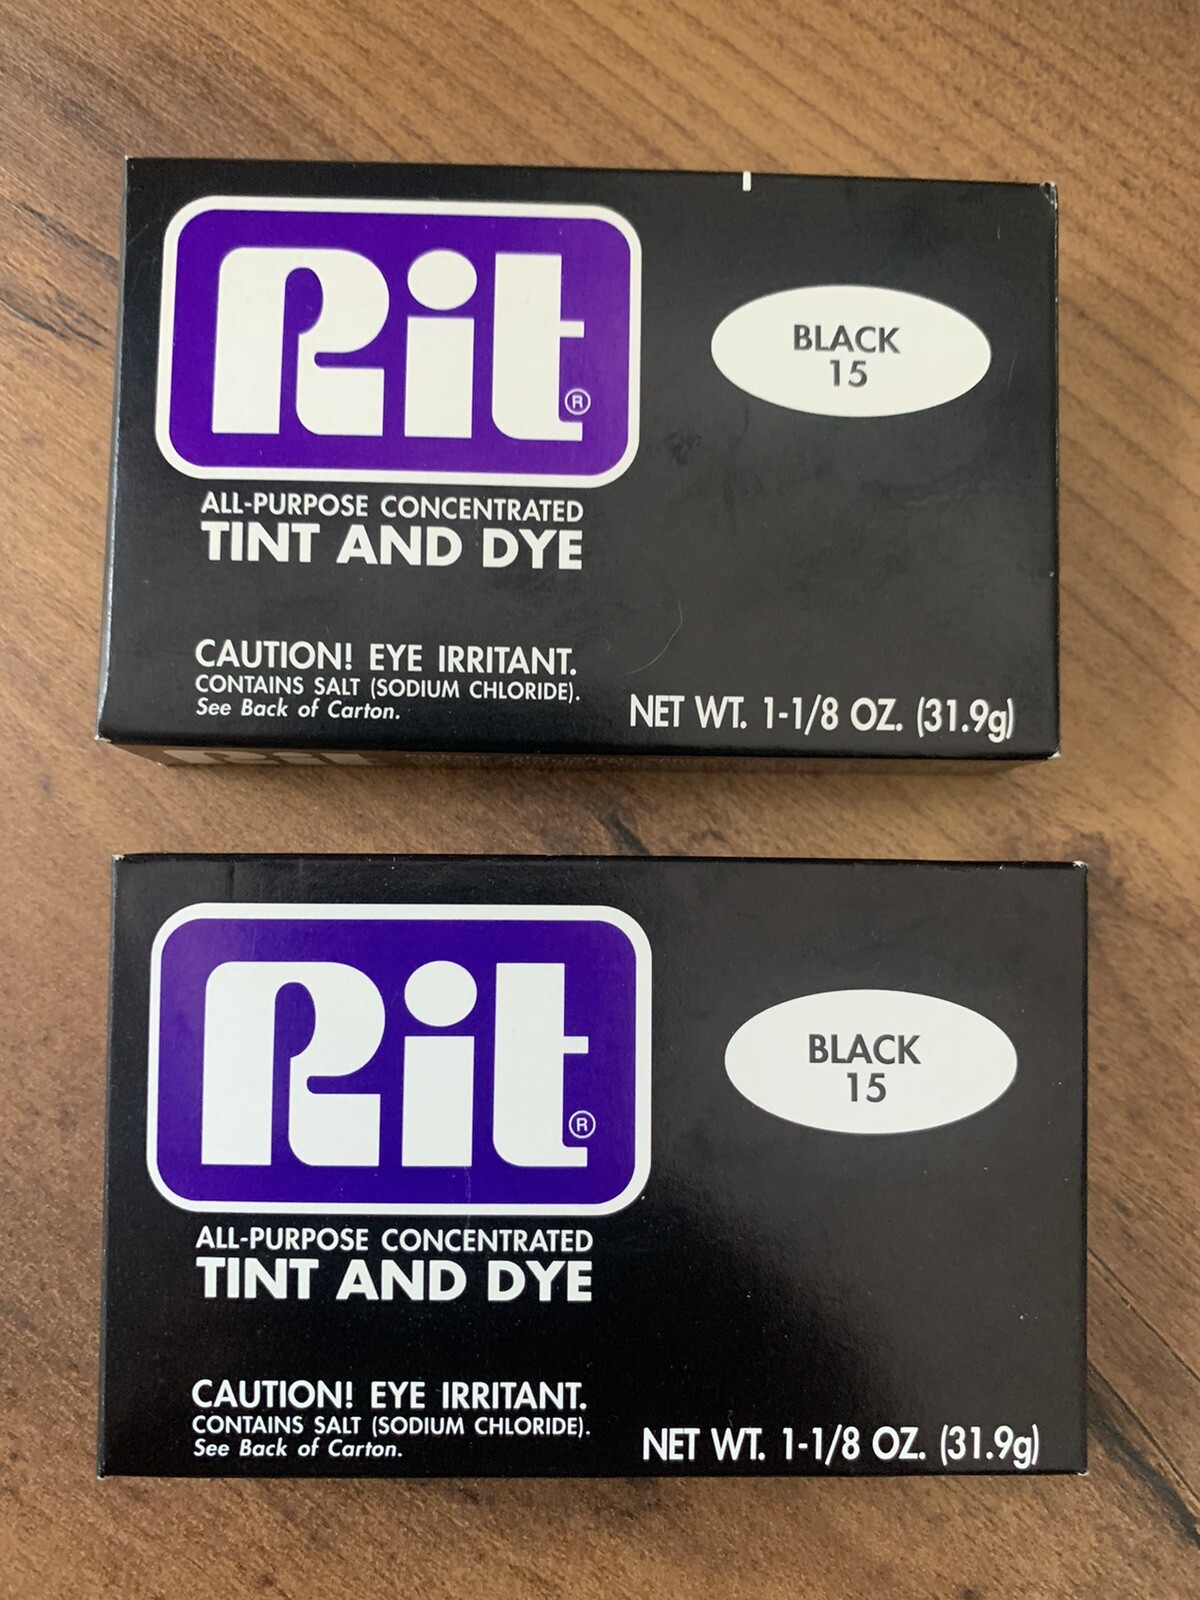 Rit®
BLACK
15
ALL-PURPOSE CONCENTRATED
TINT AND DYE
CAUTION! EYE IRRITANT.
CONTAINS SALT (SODIUM CHLORIDE).
See Back of Carton.
NET WT. 1-1/8 OZ. (31.9g)
Rit
Rit®
BLACK
15
ALL-PURPOSE CONCENTRATED
TINT AND DYE
CAUTION! EYE IRRITANT.
CONTAINS SALT (SODIUM CHLORIDE).
See Back of Carton.
NET WT. 1-1/8 OZ. (31.9g)